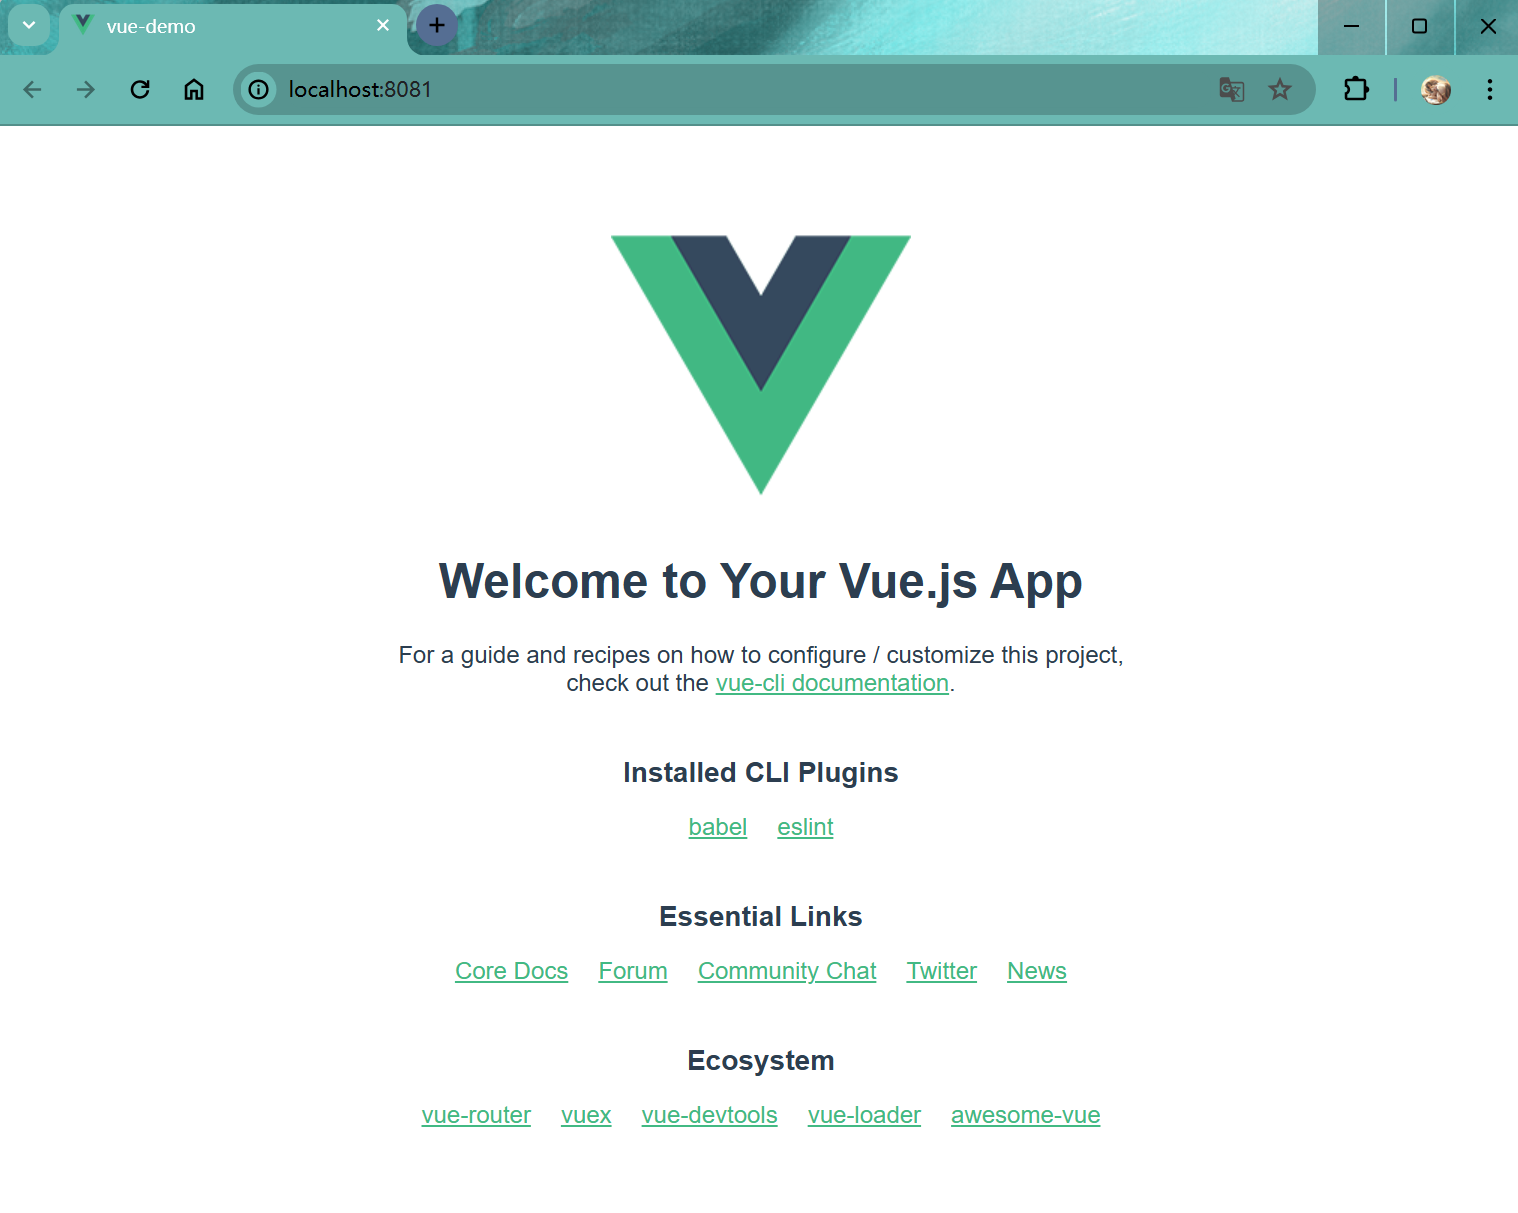 vue-demo
localhost:8081
Welcome to Your Vue.js App
For a guide and recipes on how to configure / customize this project,
check out the vue-cli documentation.
Installed CLI Plugins
babel eslint
Essential Links
Core Docs Forum Community Chat Twitter News
Ecosystem
vue-router vuex vue-devtools vue-loader awesome-vue